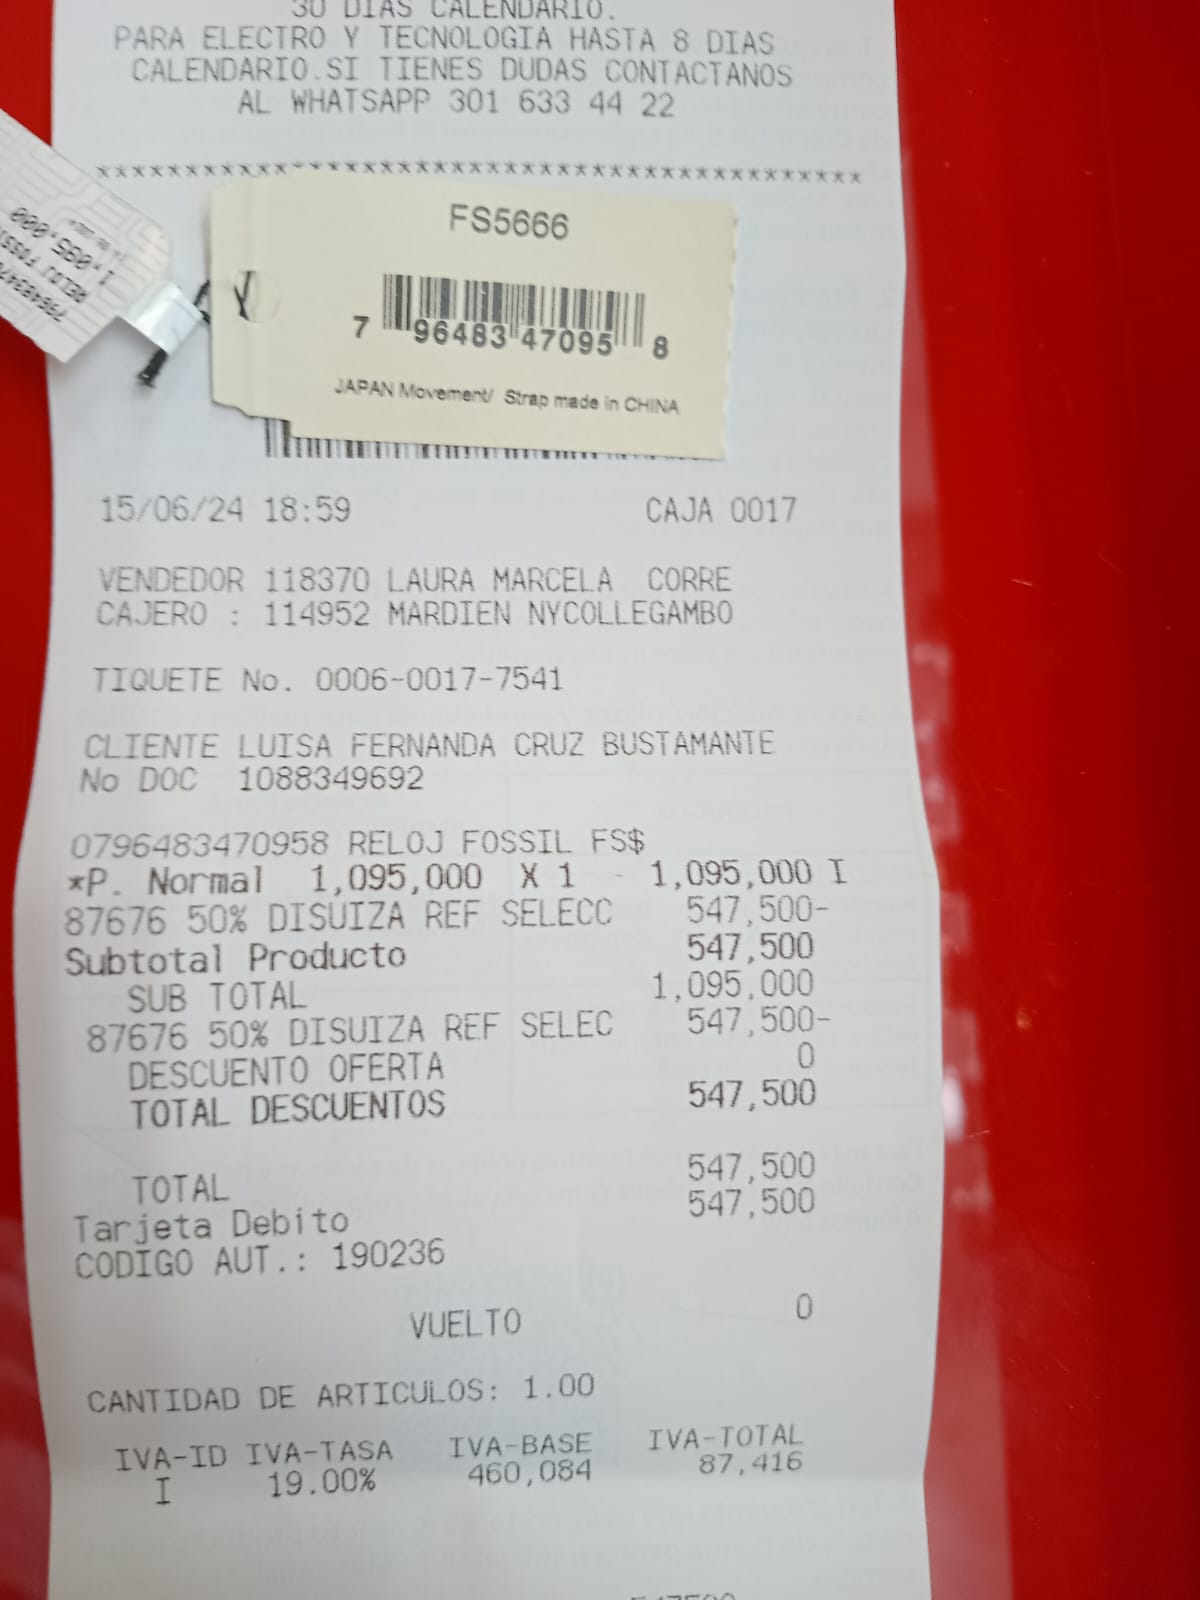 30 DIAS CALENDARIO.
PARA ELECTRO Y TECNOLOGIA HASTA 8 DIAS
CALENDARIO.SI TIENES DUDAS CONTACTANOS
AL WHATSAPP 301 633 44 22
*******************************************
RELOJ
1,095,000
FS5666
7 96483 47095 8
JAPAN Movement/ Strap made in CHINA
15/06/24 18:59 CAJA 0017
VENDEDOR 118370 LAURA MARCELA CORRE
CAJERO : 114952 MARDIEN NYCOLLEGAMBO
TIQUETE No. 0006-0017-7541
CLIENTE LUISA FERNANDA CRUZ BUSTAMANTE
No DOC 1088349692
0796483470958 RELOJ FOSSIL FS$
*P. Normal 1,095,000 X 1 - 1,095,000 I
87676 50% DISUIZA REF SELECC 547,500-
Subtotal Producto 547,500
SUB TOTAL 1,095,000
87676 50% DISUIZA REF SELEC 547,500-
DESCUENTO OFERTA 0
TOTAL DESCUENTOS 547,500
TOTAL 547,500
Tarjeta Debito 547,500
CODIGO AUT.: 190236
VUELTO 0
CANTIDAD DE ARTICULOS: 1.00
IVA-ID IVA-TASA IVA-BASE IVA-TOTAL
I 19.00% 460,084 87,416